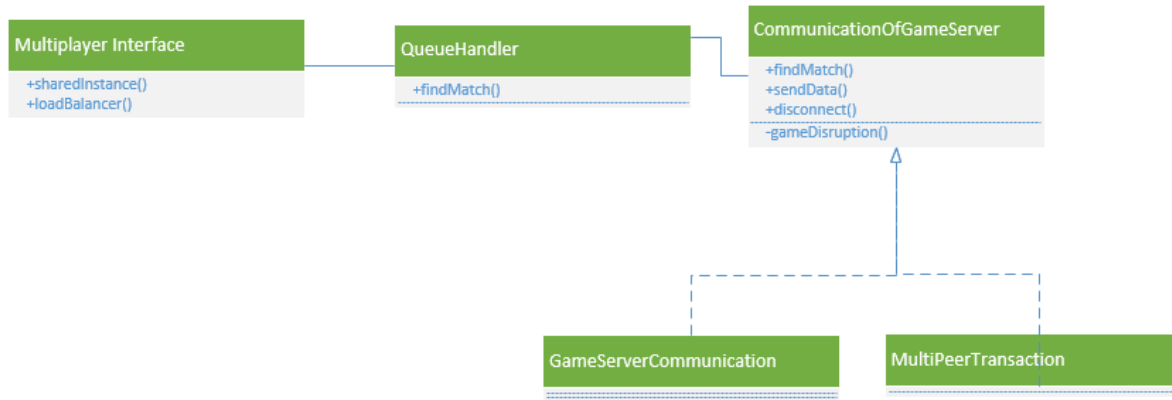 Multiplayer Interface
+sharedInstance()
+loadBalancer()
QueueHandler
+findMatch()
CommunicationOfGameServer
+findMatch()
+sendData()
+disconnect()
-gameDisruption()
GameServerCommunication
MultiPeerTransaction